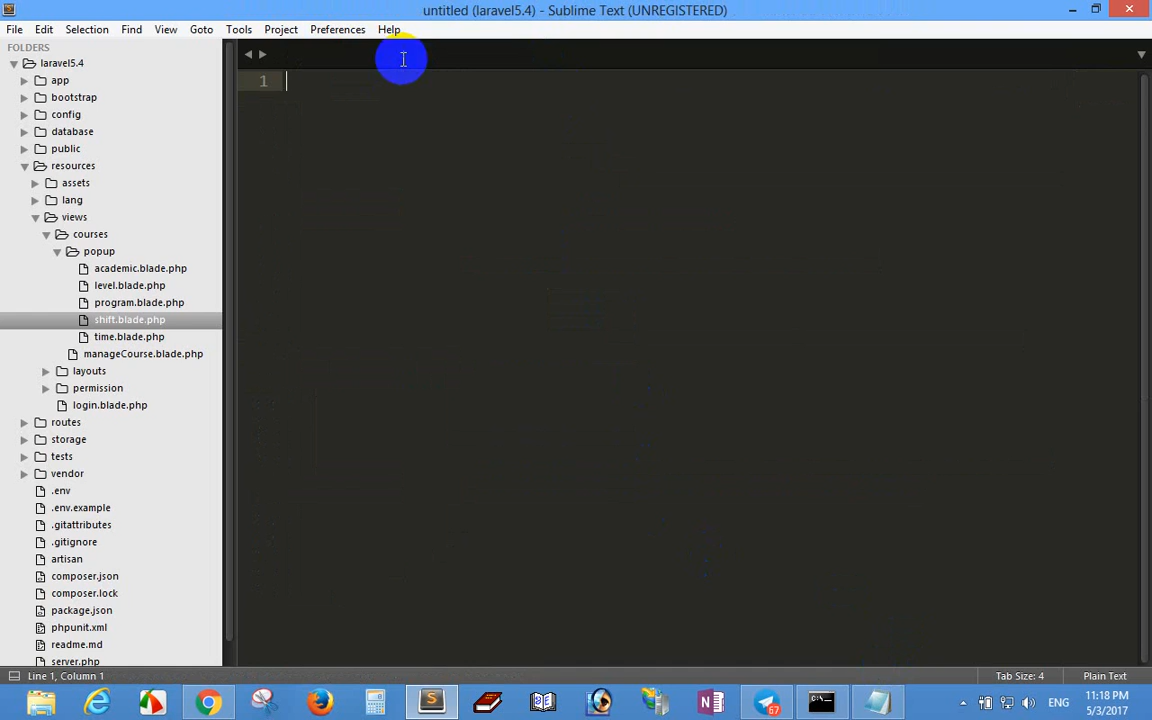 untitled (laravel5.4) - Sublime Text (UNREGISTERED)
File Edit Selection Find View Goto Tools Project Preferences Help
FOLDERS
laravel5.4
app
1
bootstrap
config
database
public
resources
assets
lang
views
courses
popup
academic.blade.php
level.blade.php
program.blade.php
shift.blade.php
time.blade.php
manageCourse.blade.php
layouts
permission
login.blade.php
routes
storage
tests
vendor
.env
.env.example
.gitattributes
.gitignore
artisan
composer.json
composer.lock
package.json
phpunit.xml
readme.md
server.php
Line 1, Column 1
Tab Size: 4
Plain Text
67
ENG
11:18 PM
5/3/2017